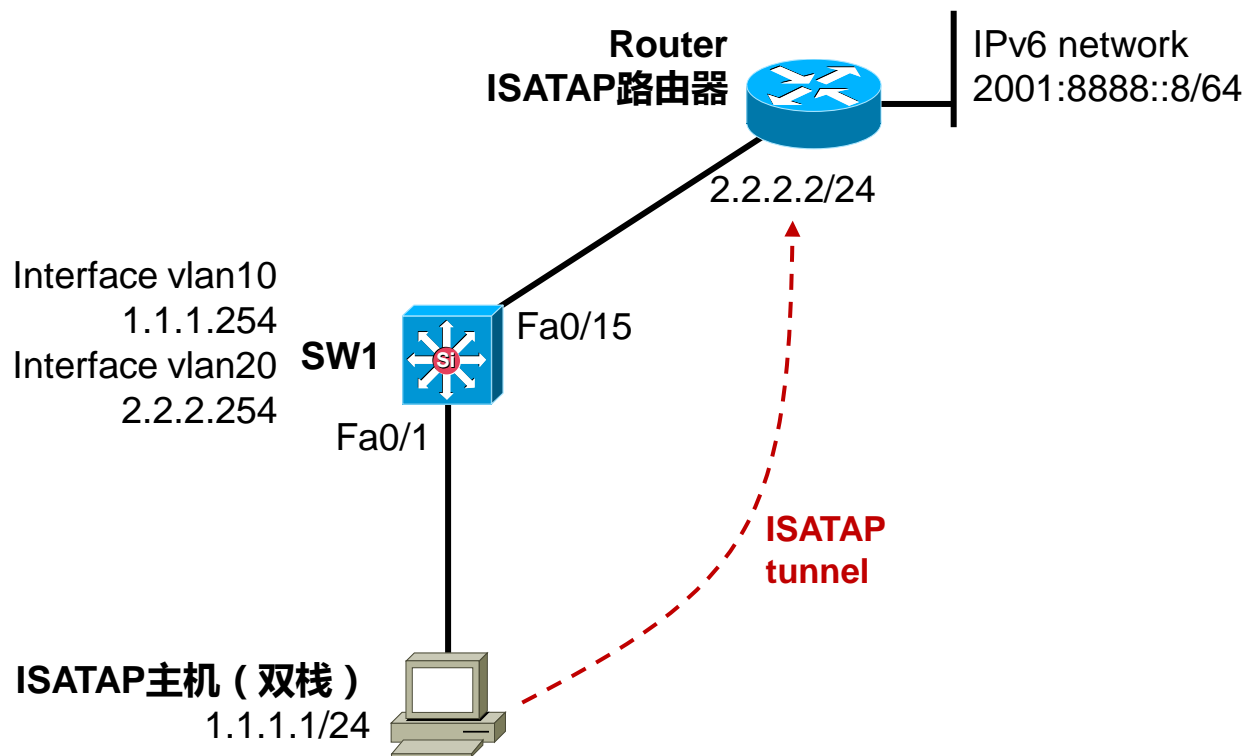 Router
ISATAP路由器
IPv6 network
2001:8888::8/64
2.2.2.2/24
Interface vlan10
1.1.1.254
Interface vlan20
2.2.2.254
SW1
Si
Fa0/15
Fa0/1
ISATAP
tunnel
ISATAP主机（双栈）
1.1.1.1/24